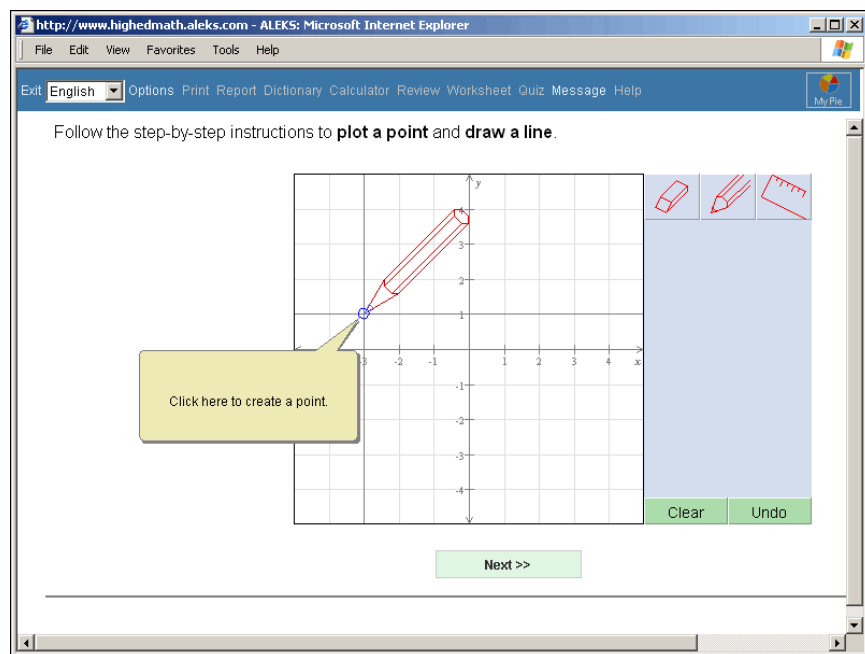 http://www.highedmath.aleks.com - ALEKS: Microsoft Internet Explorer
File Edit View Favorites Tools Help
Exit English Options Print Report Dictionary Calculator Review Worksheet Quiz Message Help
My Pie
Follow the step-by-step instructions to plot a point and draw a line.
y
4
3
2
1
-3 -2 -1 1 2 3 4 x
Click here to create a point.
-1
-2
-3
-4
Clear Undo
Next >>